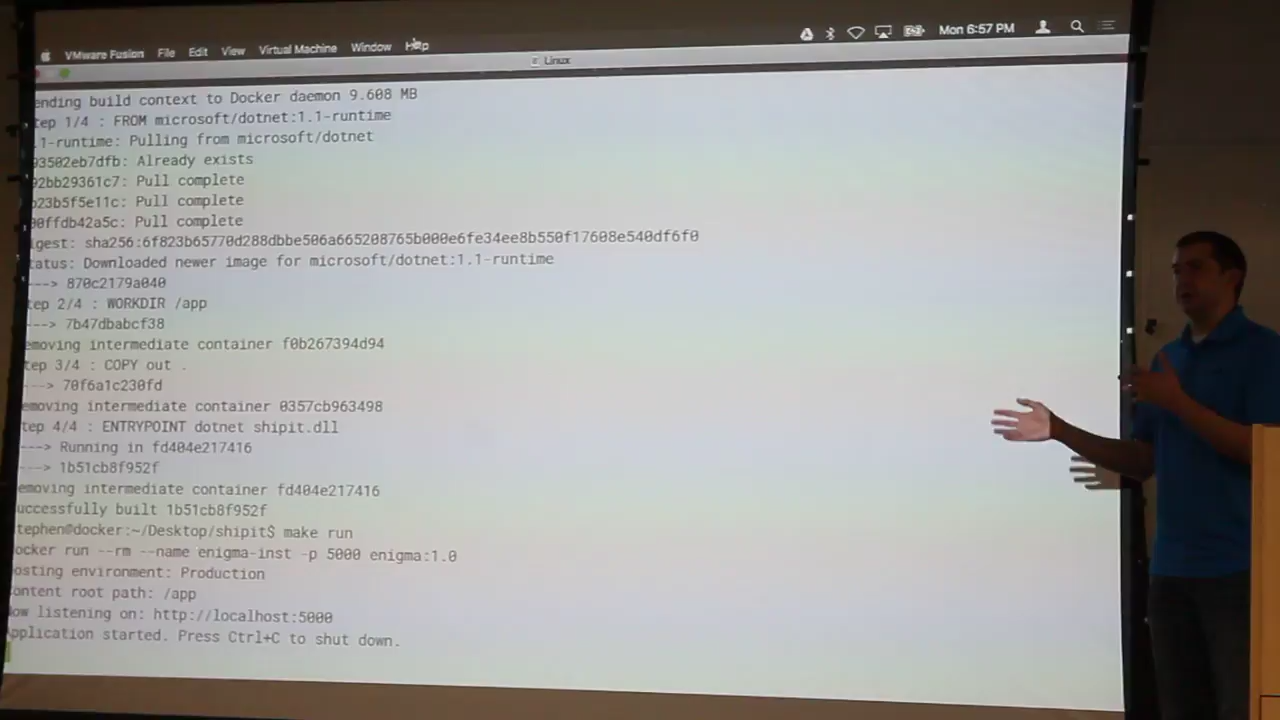 VMware Fusion File Edit View Virtual Machine Window Help Mon 6:57 PM
Linux
ending build context to Docker daemon 9.608 MB
tep 1/4 : FROM microsoft/dotnet:1.1-runtime
.1-runtime: Pulling from microsoft/dotnet
93502eb7dfb: Already exists
02bb29361c7: Pull complete
b23b5f5e11c: Pull complete
00ffdb42a5c: Pull complete
igest: sha256:6f823b65770d288dbbe506a665208765b000e6fe34ee8b550f17608e540df6f0
tatus: Downloaded newer image for microsoft/dotnet:1.1-runtime
---> 870c2179a040
tep 2/4 : WORKDIR /app
---> 7b47dbabcf38
emoving intermediate container f0b267394d94
tep 3/4 : COPY out .
---> 70f6a1c230fd
emoving intermediate container 0357cb963498
tep 4/4 : ENTRYPOINT dotnet shipit.dll
---> Running in fd404e217416
---> 1b51cb8f952f
emoving intermediate container fd404e217416
uccessfully built 1b51cb8f952f
tephen@docker:~/Desktop/shipit$ make run
ocker run --rm --name enigma-inst -p 5000 enigma:1.0
osting environment: Production
ontent root path: /app
ow listening on: http://localhost:5000
pplication started. Press Ctrl+C to shut down.